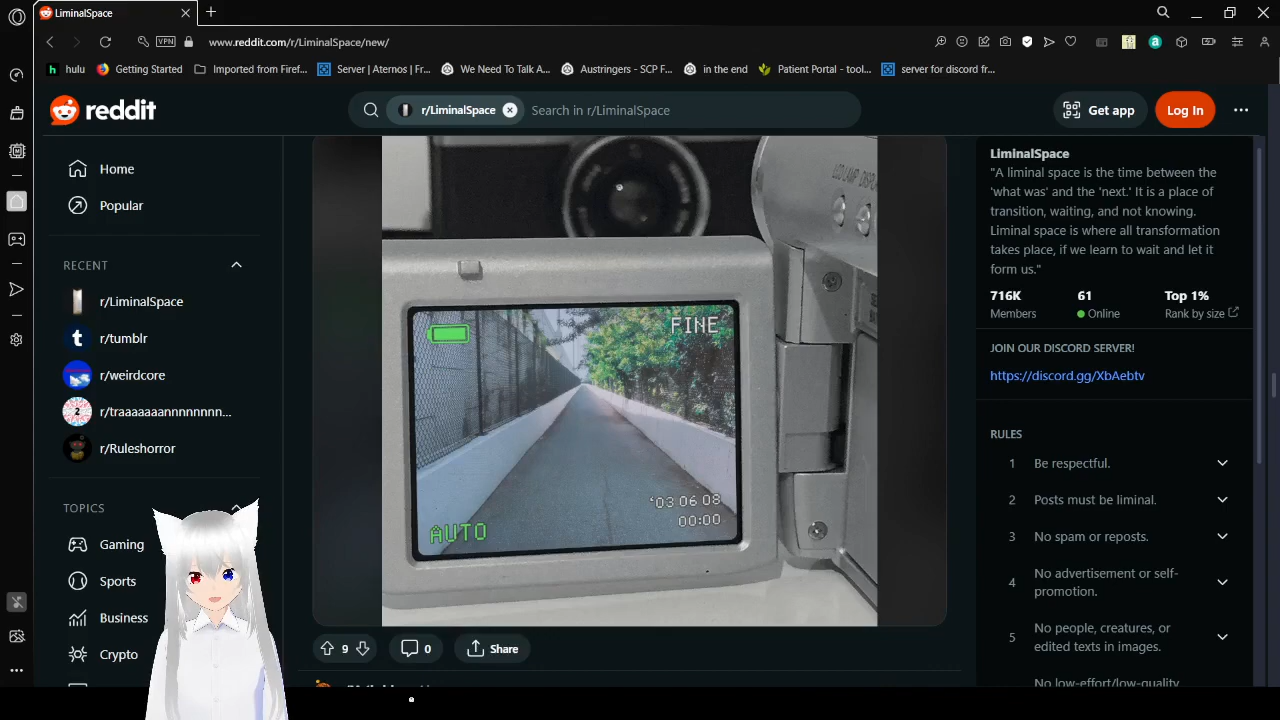 LiminalSpace
VPN
www.reddit.com/r/LiminalSpace/new/
hulu
Getting Started
Imported from Firef...
Server | Aternos | Fr...
We Need To Talk A...
Austringers - SCP F...
in the end
Patient Portal - tool...
server for discord fr...
reddit
r/LiminalSpace
Search in r/LiminalSpace
Get app
Log In
Home
Popular
RECENT
r/LiminalSpace
r/tumblr
r/weirdcore
r/traaaaaaannnnnnnn...
r/Ruleshorror
TOPICS
Gaming
Sports
Business
Crypto
FINE
'03 06 08
00:00
AUTO
9
0
Share
LiminalSpace
"A liminal space is the time between the
'what was' and the 'next.' It is a place of
transition, waiting, and not knowing.
Liminal space is where all transformation
takes place, if we learn to wait and let it
form us."
716K
Members
61
Online
Top 1%
Rank by size
JOIN OUR DISCORD SERVER!
https://discord.gg/XbAebtv
RULES
1 Be respectful.
2 Posts must be liminal.
3 No spam or reposts.
4 No advertisement or self-
promotion.
5 No people, creatures, or
edited texts in images.
No low-effort/low-quality